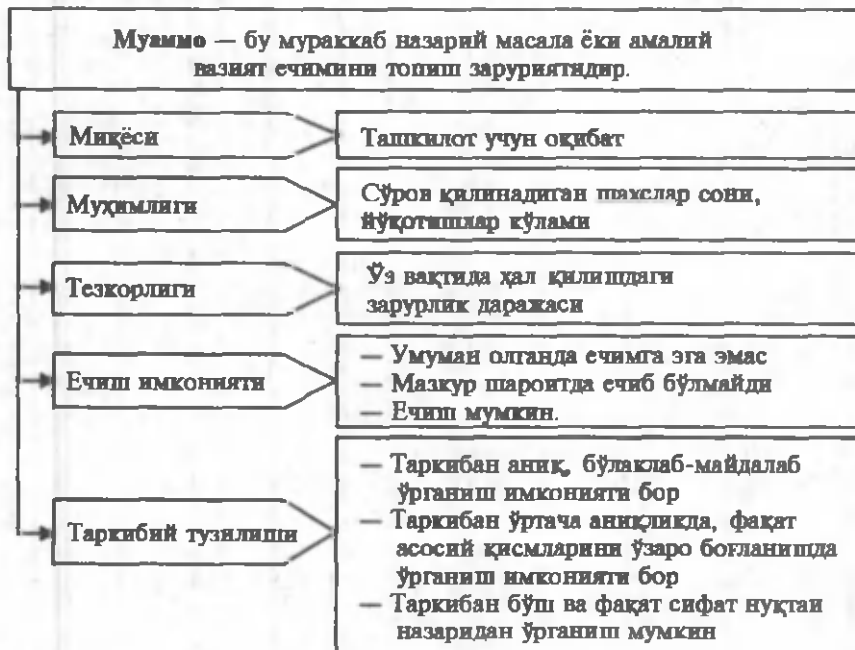 Муаммо — бу мураккаб назарий масала ёки амалий
вазият ечимини топиш заруриятидир.
Миқёси
Ташкилот учун оқибат
Муҳимлиги
Сўров қилинадиган шахслар сони,
йўқотишлар кўлами
Тезкорлиги
Ўз вақтида ҳал қилишдаги
зарурлик даражаси
Ечиш имконияти
— Умуман олганда ечимга эга эмас
— Мазкур шароитда ечиб бўлмайди
— Ечиш мумкин.
Таркибий тузилиши
— Таркибан аниқ, бўлаклаб-майдалаб
ўрганиш имконияти бор
— Таркибан ўртача аниқликда, фақат
асосий қисмларини ўзаро боғланишда
ўрганиш имконияти бор
— Таркибан бўш ва фақат сифат нуқтаи
назаридан ўрганиш мумкин